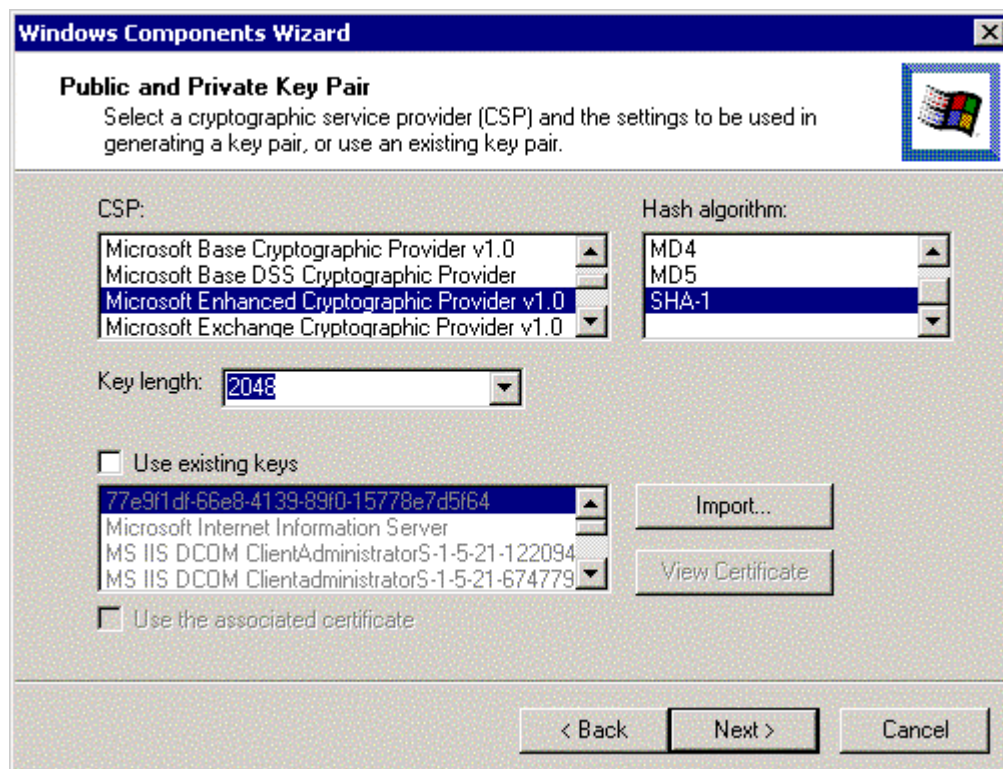 Windows Components Wizard
Public and Private Key Pair
Select a cryptographic service provider (CSP) and the settings to be used in
generating a key pair, or use an existing key pair.
CSP:
Microsoft Base Cryptographic Provider v1.0
Microsoft Base DSS Cryptographic Provider
Microsoft Enhanced Cryptographic Provider v1.0
Microsoft Exchange Cryptographic Provider v1.0
Hash algorithm:
MD4
MD5
SHA-1
Key length:
2048
Use existing keys
77e9f1df-66e8-4139-89f0-15778e7d5f64
Microsoft Internet Information Server
MS IIS DCOM ClientAdministratorS-1-5-21-122094
MS IIS DCOM ClientadministratorS-1-5-21-674779
Import...
View Certificate
Use the associated certificate
< Back
Next >
Cancel